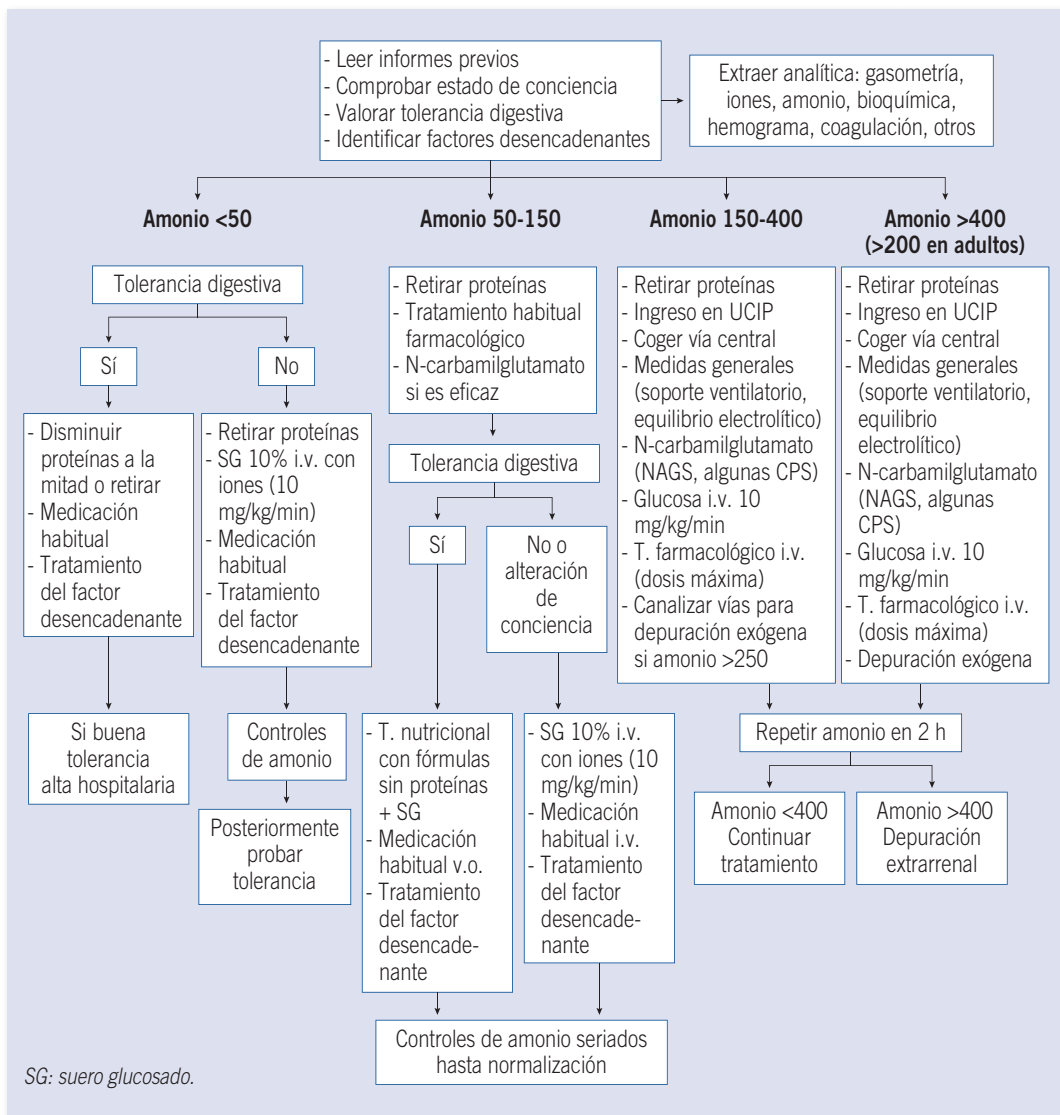 - Leer informes previos
- Comprobar estado de conciencia
- Valorar tolerancia digestiva
- Identificar factores desencadenantes
Extraer analítica: gasometría,
iones, amonio, bioquímica,
hemograma, coagulación, otros
Amonio <50
Tolerancia digestiva
Sí
No
- Disminuir
proteínas a la
mitad o retirar
- Medicación
habitual
- Tratamiento
del factor
desencadenante
- Retirar proteínas
- SG 10% i.v. con
iones (10
mg/kg/min)
- Medicación
habitual
- Tratamiento
del factor
desencadenante
Si buena
tolerancia
alta hospitalaria
Controles
de amonio
Posteriormente
probar
tolerancia
Amonio 50-150
- Retirar proteínas
- Tratamiento habitual
farmacológico
- N-carbamilglutamato
si es eficaz
Tolerancia digestiva
Sí
No o
alteración
de
conciencia
- T. nutricional
con fórmulas
sin proteínas
+ SG
- Medicación
habitual v.o.
- Tratamiento
del factor
desencade-
nante
- SG 10% i.v.
con iones (10
mg/kg/min)
- Medicación
habitual i.v.
- Tratamiento
del factor
desencade-
nante
Controles de amonio seriados
hasta normalización
Amonio 150-400
- Retirar proteínas
- Ingreso en UCIP
- Coger vía central
- Medidas generales
(soporte ventilatorio,
equilibrio electrolítico)
- N-carbamilglutamato
(NAGS, algunas CPS)
- Glucosa i.v. 10
mg/kg/min
- T. farmacológico i.v.
(dosis máxima)
- Canalizar vías para
depuración exógena
si amonio >250
Amonio >400
(>200 en adultos)
- Retirar proteínas
- Ingreso en UCIP
- Coger vía central
- Medidas generales
(soporte ventilatorio,
equilibrio
electrolítico)
- N-carbamilglutamato
(NAGS, algunas
CPS)
- Glucosa i.v. 10
mg/kg/min
- T. farmacológico i.v.
(dosis máxima)
- Depuración exógena
Repetir amonio en 2 h
Amonio <400
Continuar
tratamiento
Amonio >400
Depuración
extrarrenal
SG: suero glucosado.